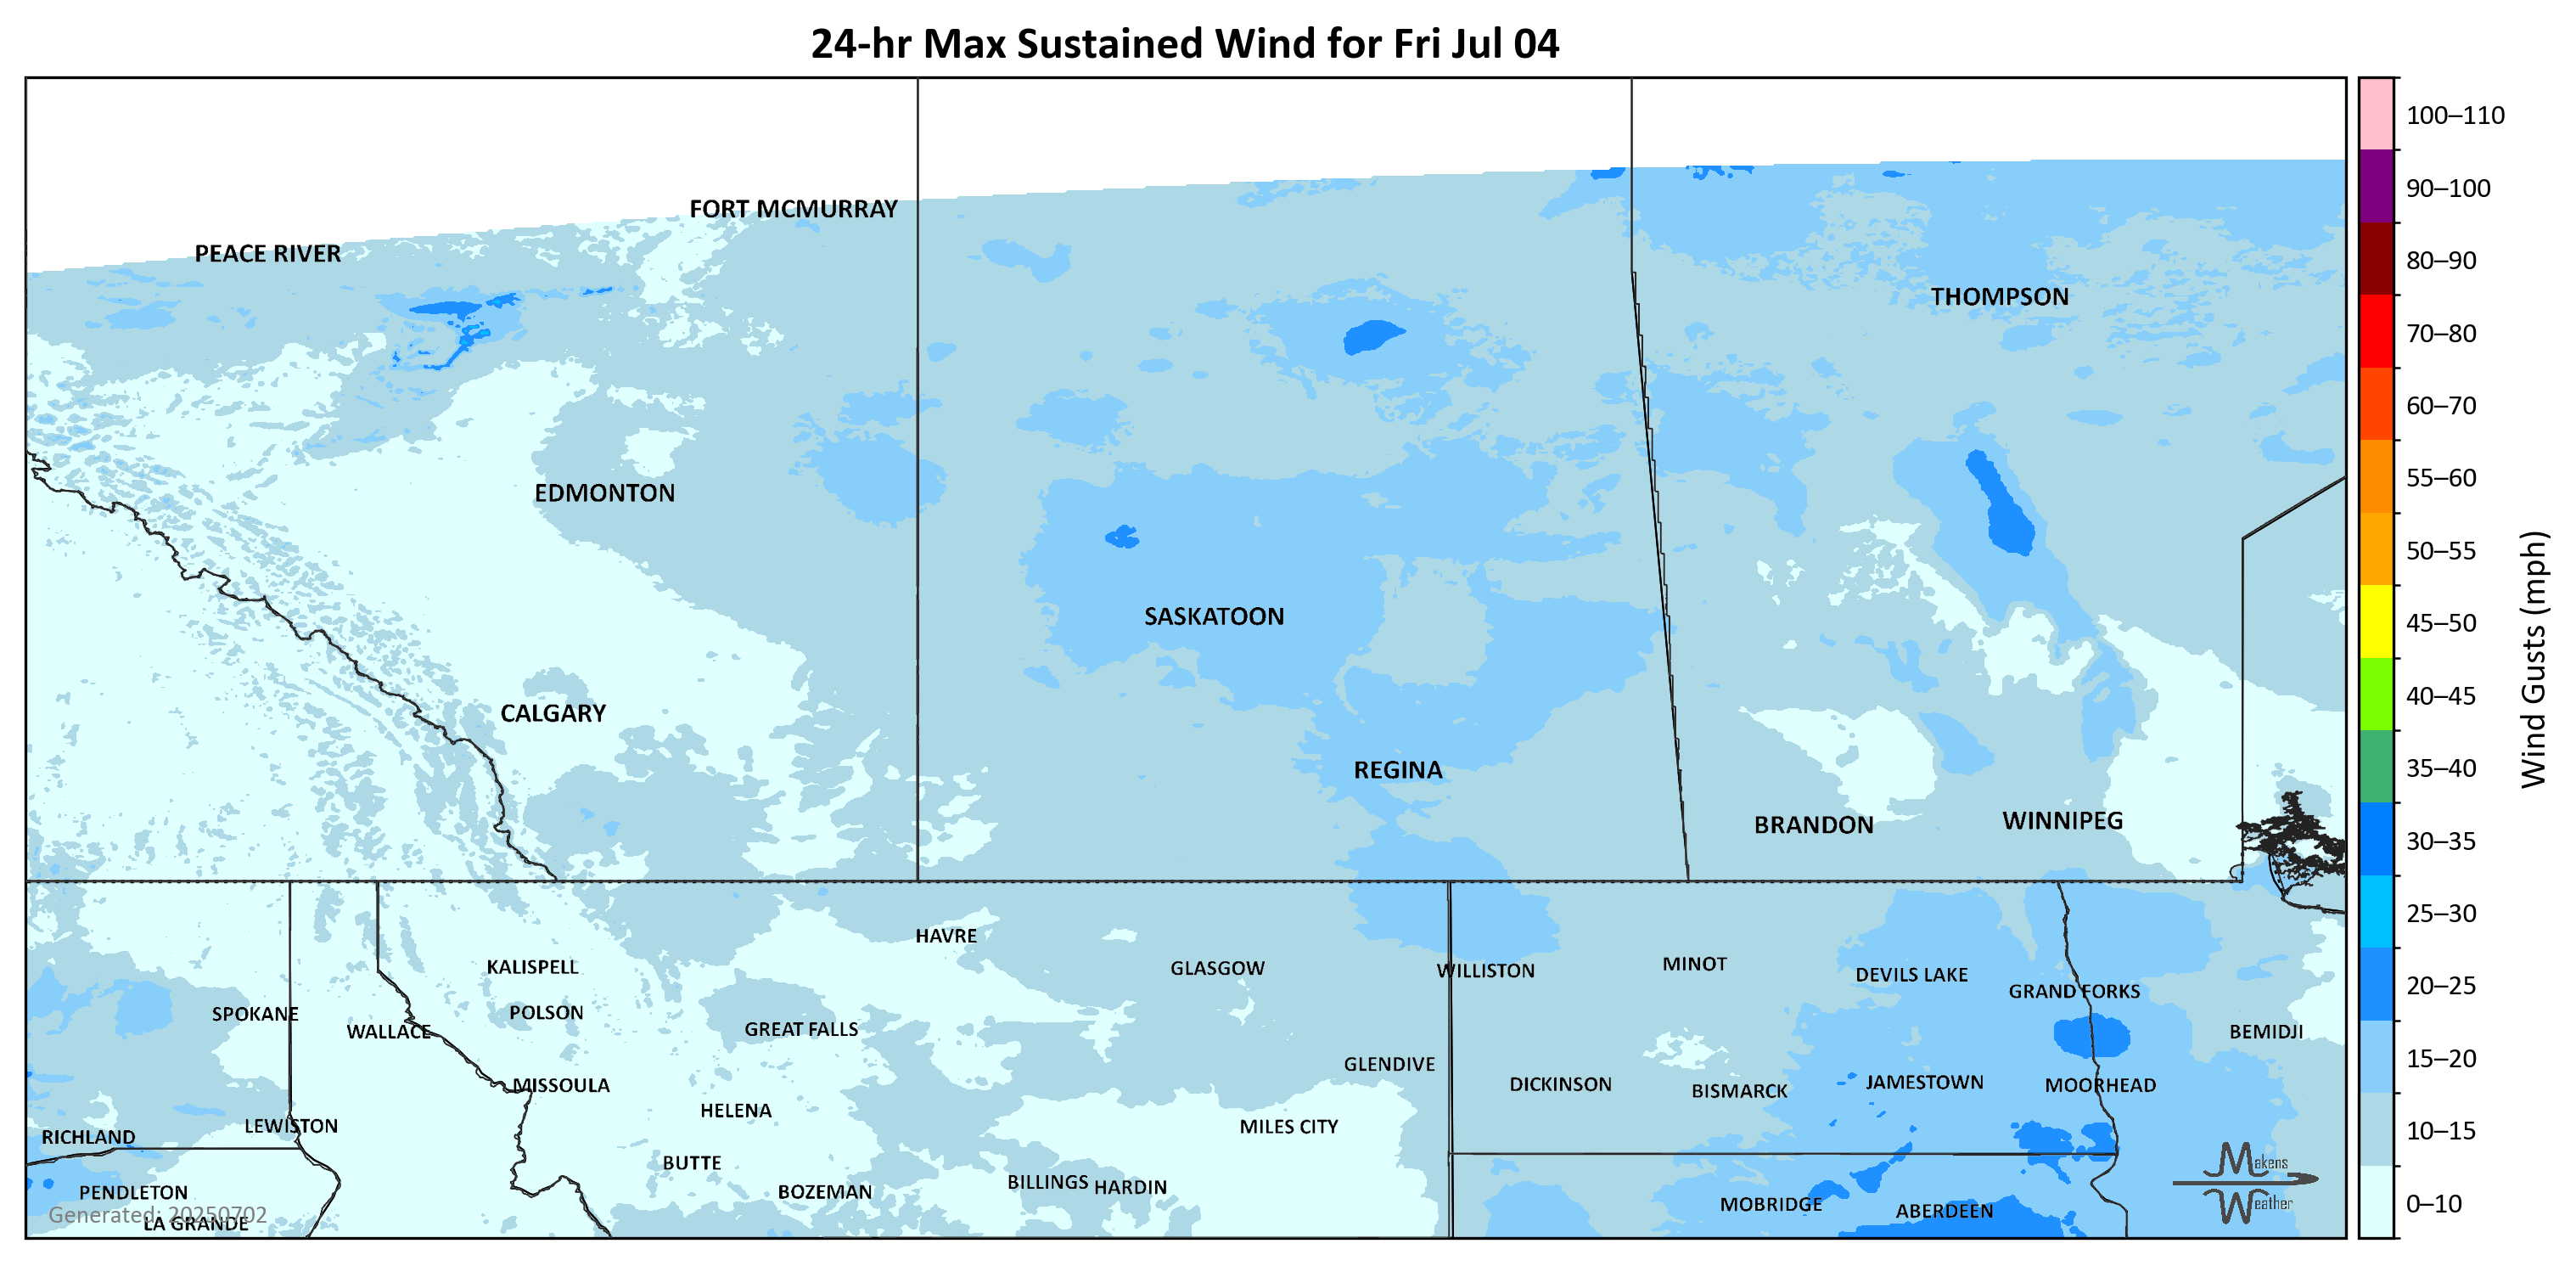 24-hr Max Sustained Wind for Fri Jul 04
100–110
90–100
80–90
70–80
60–70
55–60
50–55
45–50
40–45
35–40
30–35
25–30
20–25
15–20
10–15
0–10
Wind Gusts (mph)
FORT MCMURRAY
PEACE RIVER
THOMPSON
EDMONTON
SASKATOON
CALGARY
REGINA
BRANDON
WINNIPEG
HAVRE
KALISPELL
GLASGOW
WILLISTON
MINOT
DEVILS LAKE
GRAND FORKS
SPOKANE
POLSON
WALLACE
GREAT FALLS
BEMIDJI
GLENDIVE
MISSOULA
DICKINSON
BISMARCK
JAMESTOWN
MOORHEAD
HELENA
LEWISTON
MILES CITY
RICHLAND
BUTTE
PENDLETON
BOZEMAN
BILLINGS
HARDIN
MOBRIDGE
ABERDEEN
Generated: 20250702
LA GRANDE
Makens
Weather